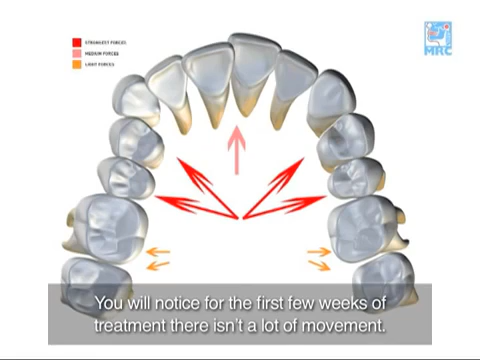 STRONGEST FORCES
MEDIUM FORCES
LIGHT FORCES
MRC
You will notice for the first few weeks of
treatment there isn't a lot of movement.